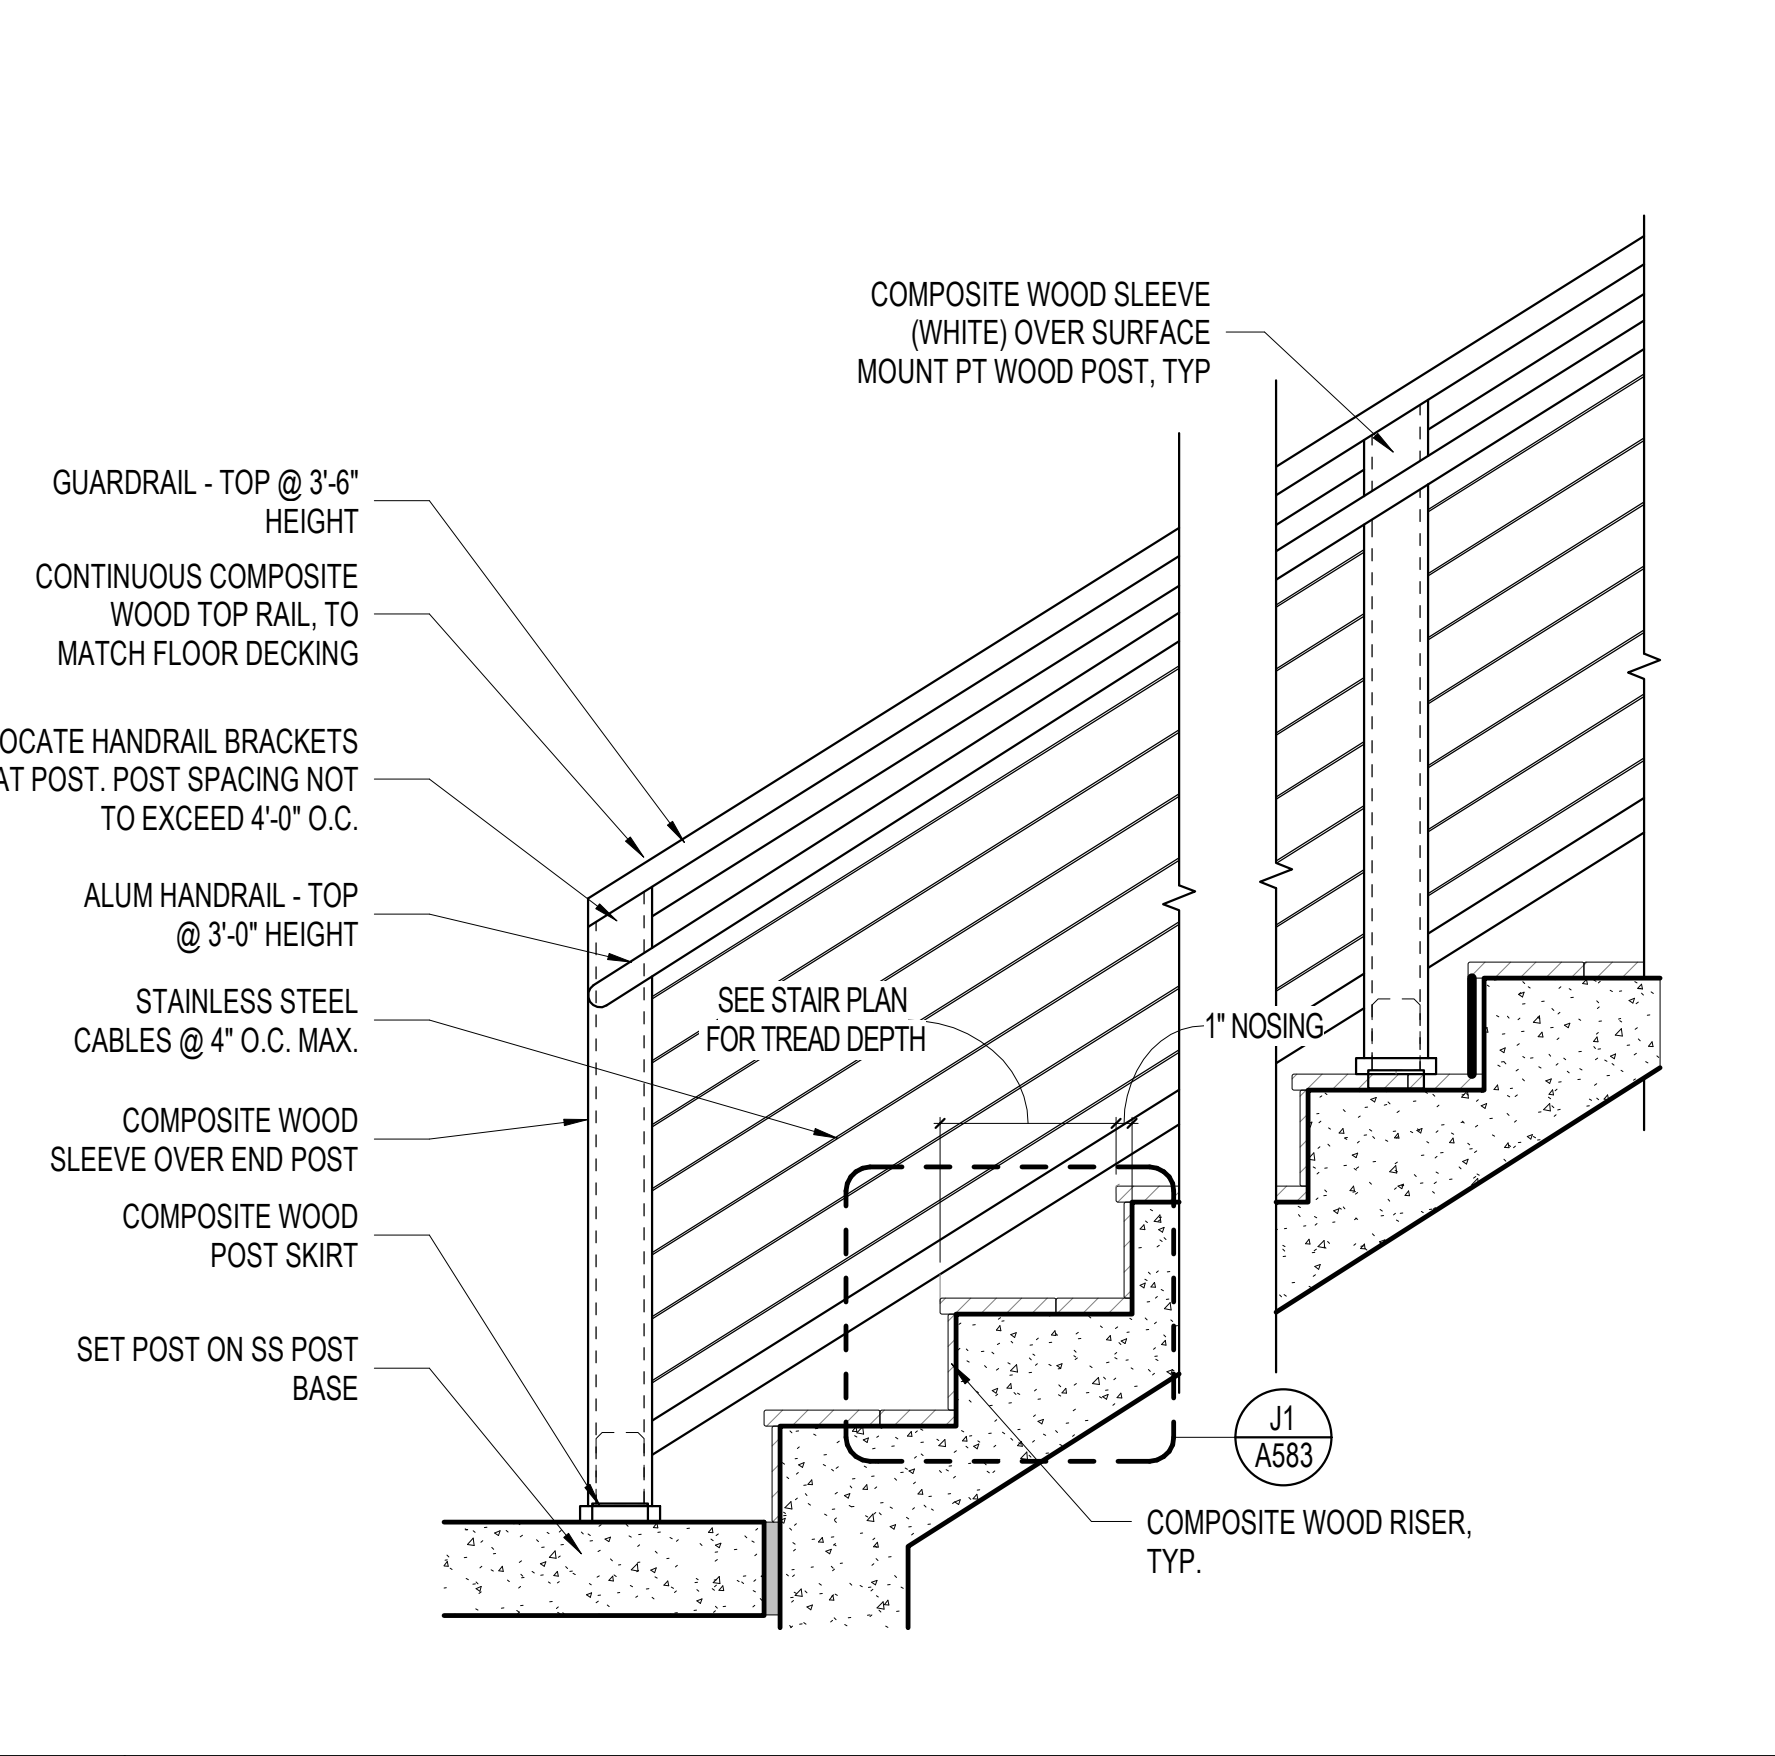 COMPOSITE WOOD SLEEVE
(WHITE) OVER SURFACE
MOUNT PT WOOD POST, TYP
GUARDRAIL - TOP @ 3'-6"
HEIGHT
CONTINUOUS COMPOSITE
WOOD TOP RAIL, TO
MATCH FLOOR DECKING
OCATE HANDRAIL BRACKETS
AT POST. POST SPACING NOT
TO EXCEED 4'-0" O.C.
ALUM HANDRAIL - TOP
@ 3'-0" HEIGHT
STAINLESS STEEL
CABLES @ 4" O.C. MAX.
SEE STAIR PLAN
FOR TREAD DEPTH
1" NOSING
COMPOSITE WOOD
SLEEVE OVER END POST
COMPOSITE WOOD
POST SKIRT
SET POST ON SS POST
BASE
J1
A583
COMPOSITE WOOD RISER,
TYP.